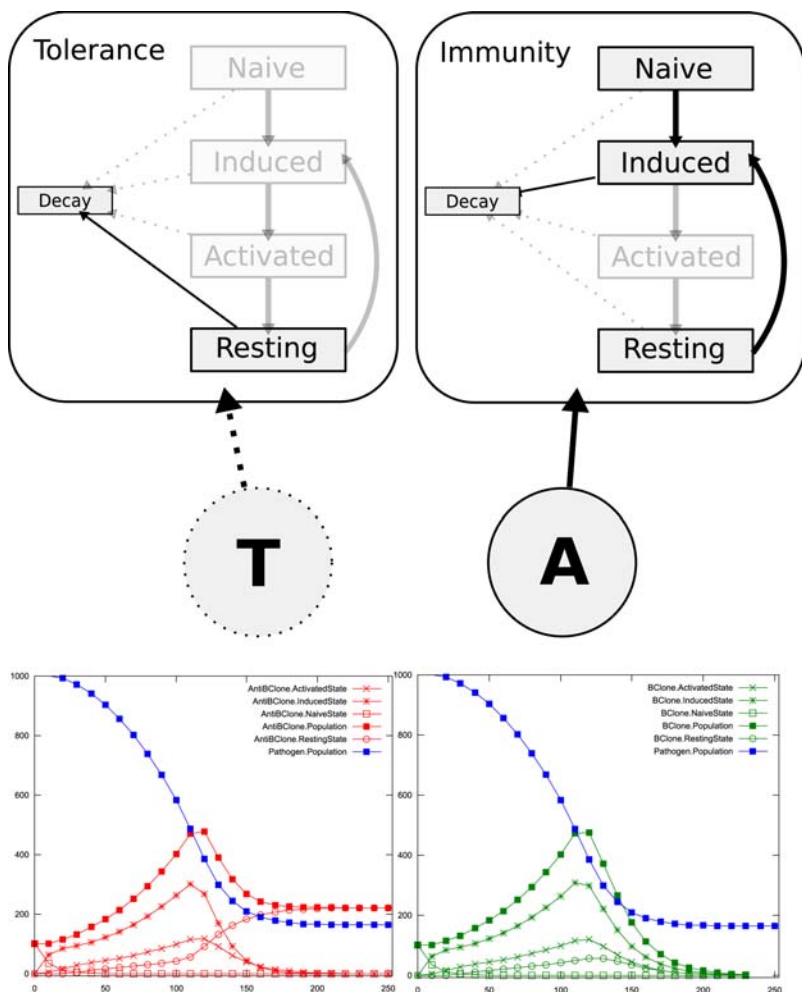 Tolerance
Naive
Induced
Decay
Activated
Resting
Immunity
Naive
Induced
Decay
Activated
Resting
T
A
1000
800
600
400
200
0
0
50
100
150
200
250
AntiBClone.ActivatedState
AntiBClone.InducedState
AntiBClone.NaiveState
AntiBClone.Population
AntiBClone.RestingState
Pathogen.Population
1000
800
600
400
200
0
0
50
100
150
200
250
BClone.ActivatedState
BClone.InducedState
BClone.NaiveState
BClone.Population
BClone.RestingState
Pathogen.Population